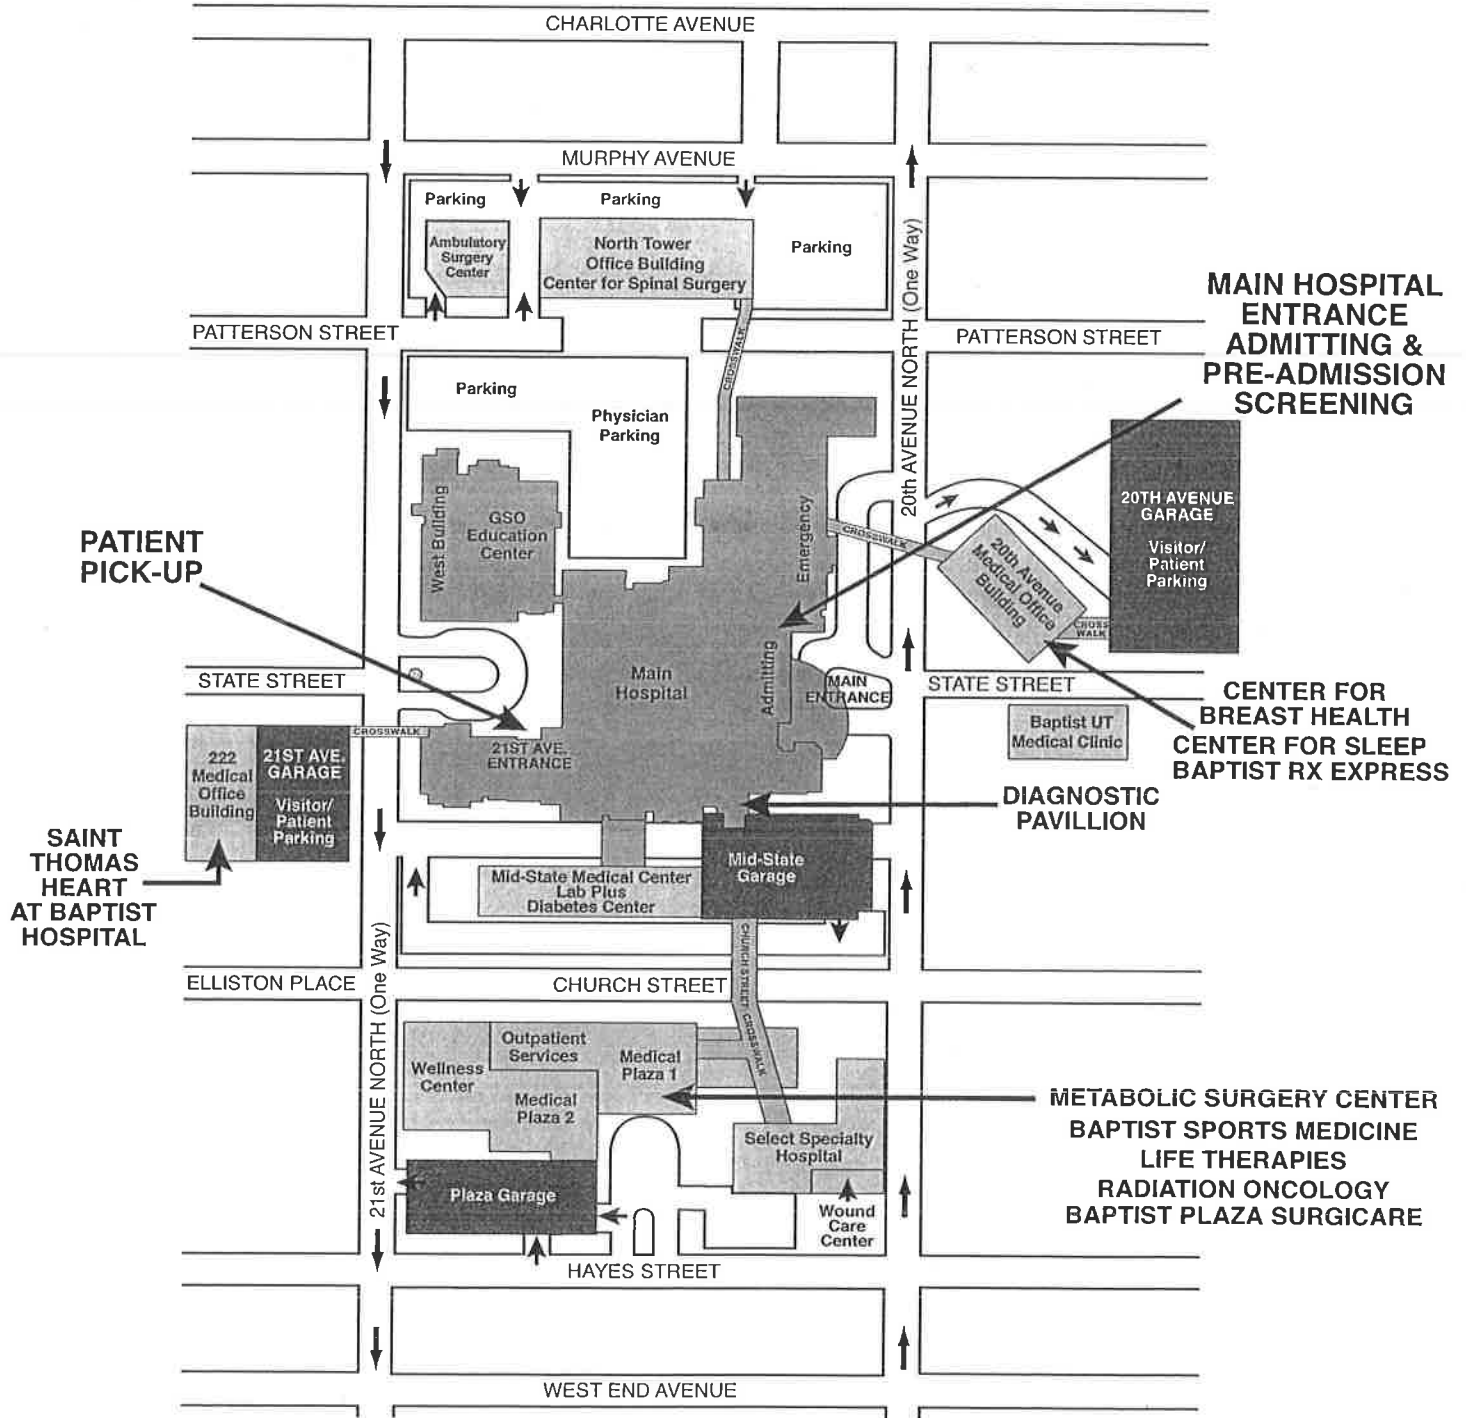 CHARLOTTE AVENUE
MURPHY AVENUE
Parking
Parking
Parking
Ambulatory
Surgery
Center
North Tower
Office Building
Center for Spinal Surgery
PATTERSON STREET
PATTERSON STREET
20th AVENUE NORTH (One Way)
CROSSWALK
MAIN HOSPITAL
ENTRANCE
ADMITTING &
PRE-ADMISSION
SCREENING
Parking
Physician
Parking
West Building
GSO
Education
Center
Emergency
CROSSWALK
20th Avenue
Medical Office
Building
CROSS
WALK
20TH AVENUE
GARAGE
Visitor/
Patient
Parking
PATIENT
PICK-UP
Main
Hospital
Admitting
MAIN
ENTRANCE
STATE STREET
STATE STREET
CENTER FOR
BREAST HEALTH
CENTER FOR SLEEP
BAPTIST RX EXPRESS
Baptist UT
Medical Clinic
222
Medical
Office
Building
21ST AVE.
GARAGE
Visitor/
Patient
Parking
CROSSWALK
21ST AVE.
ENTRANCE
DIAGNOSTIC
PAVILLION
SAINT
THOMAS
HEART
AT BAPTIST
HOSPITAL
Mid-State
Garage
Mid-State Medical Center
Lab Plus
Diabetes Center
21st AVENUE NORTH (One Way)
ELLISTON PLACE
CHURCH STREET
CHURCH STREET CROSSWALK
Wellness
Center
Outpatient
Services
Medical
Plaza 1
Medical
Plaza 2
METABOLIC SURGERY CENTER
BAPTIST SPORTS MEDICINE
LIFE THERAPIES
RADIATION ONCOLOGY
BAPTIST PLAZA SURGICARE
Select Specialty
Hospital
Plaza Garage
Wound
Care
Center
HAYES STREET
WEST END AVENUE